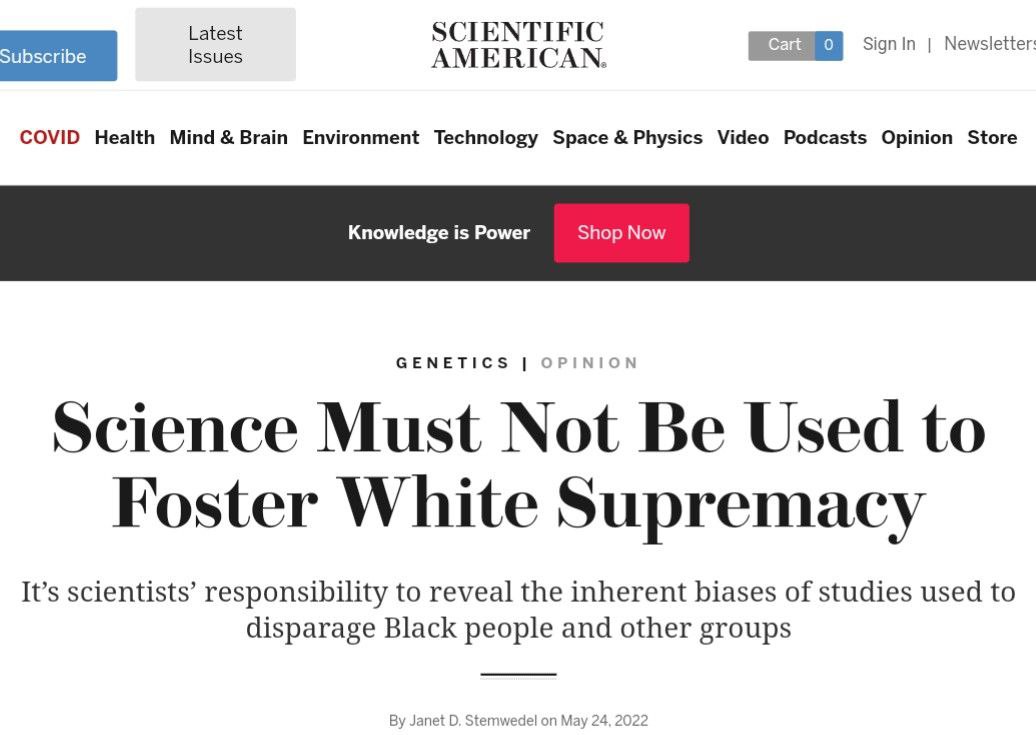 Subscribe
Latest
Issues
SCIENTIFIC
AMERICAN®
Cart 0
Sign In | Newsletters
COVID Health Mind & Brain Environment Technology Space & Physics Video Podcasts Opinion Store
Knowledge is Power Shop Now
GENETICS | OPINION
Science Must Not Be Used to
Foster White Supremacy
It’s scientists’ responsibility to reveal the inherent biases of studies used to
disparage Black people and other groups
By Janet D. Stemwedel on May 24, 2022